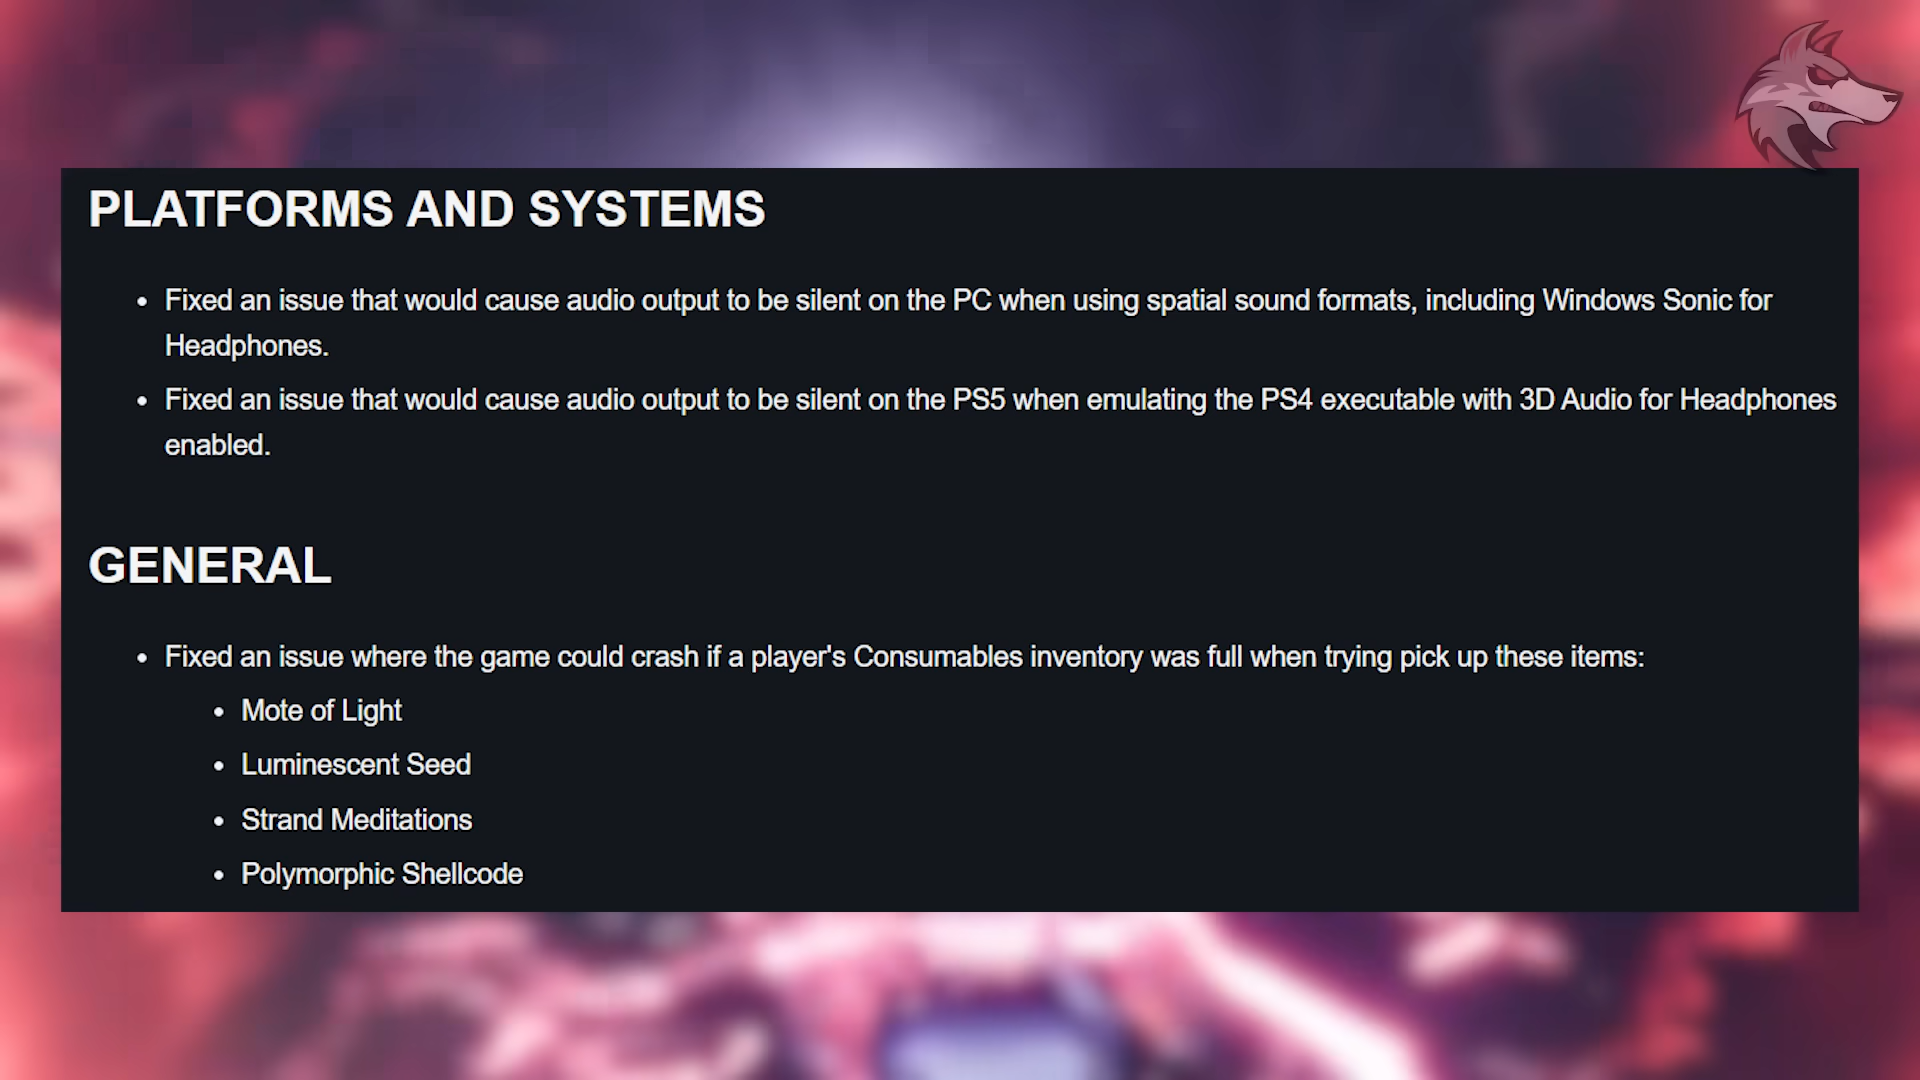 PLATFORMS AND SYSTEMS
• Fixed an issue that would cause audio output to be silent on the PC when using spatial sound formats, including Windows Sonic for
Headphones.
• Fixed an issue that would cause audio output to be silent on the PS5 when emulating the PS4 executable with 3D Audio for Headphones
enabled.
GENERAL
• Fixed an issue where the game could crash if a player's Consumables inventory was full when trying pick up these items:
• Mote of Light
• Luminescent Seed
• Strand Meditations
• Polymorphic Shellcode